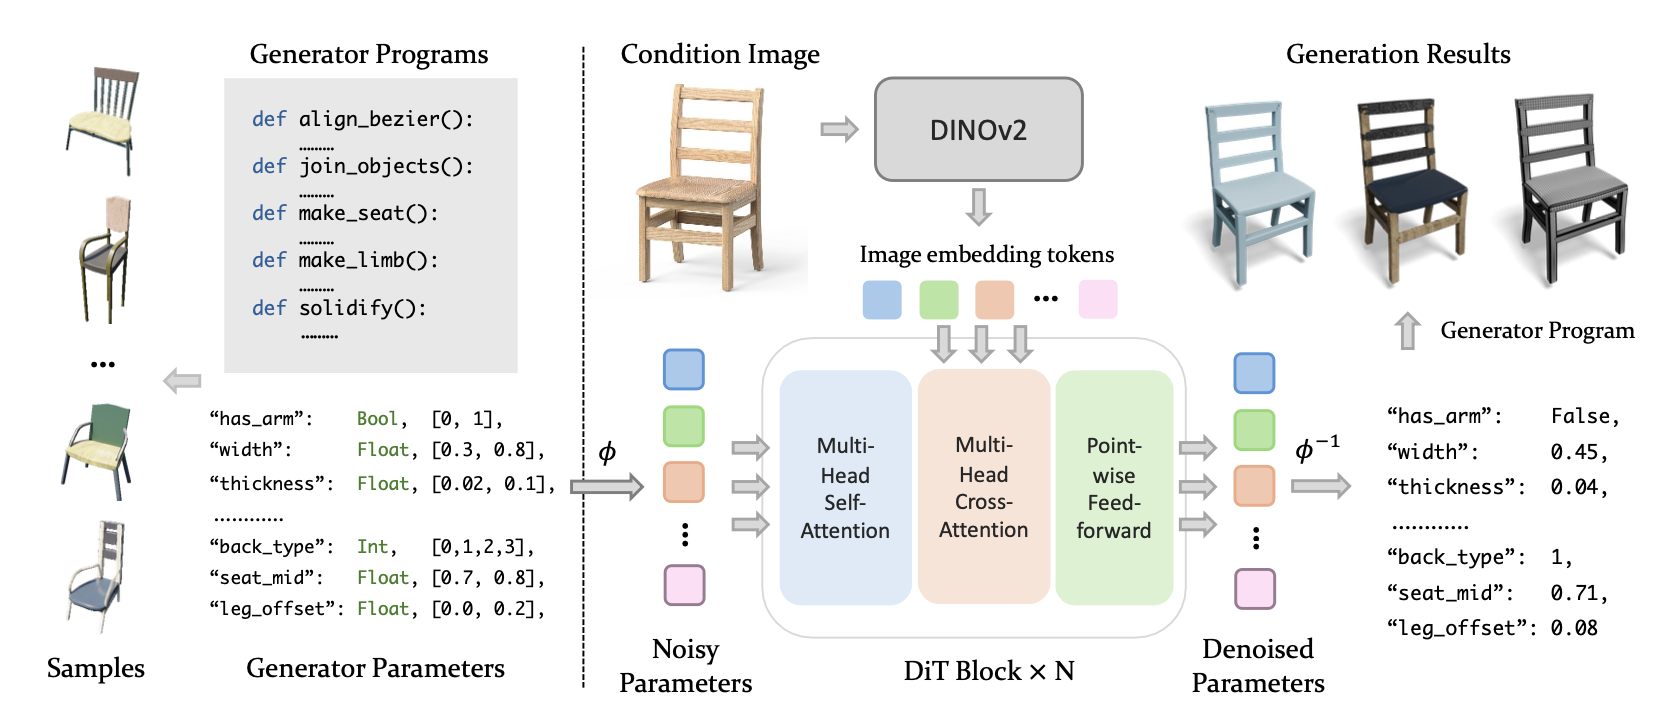 Generator Programs
def align_bezier():
………
def join_objects():
………
def make_seat():
………
def make_limb():
………
def solidify():
………
…
“has_arm”: Bool, [0, 1],
“width”: Float, [0.3, 0.8],
“thickness”: Float, [0.02, 0.1],
…………
“back_type”: Int, [0,1,2,3],
“seat_mid”: Float, [0.7, 0.8],
“leg_offset”: Float, [0.0, 0.2],
Samples
Generator Parameters
Condition Image
DINOv2
Image embedding tokens
…
ϕ
Noisy
Parameters
Multi-
Head
Self-
Attention
Multi-
Head
Cross-
Attention
Point-
wise
Feed-
forward
DiT Block × N
Denoised
Parameters
ϕ⁻¹
Generation Results
Generator Program
“has_arm”: False,
“width”: 0.45,
“thickness”: 0.04,
…………
“back_type”: 1,
“seat_mid”: 0.71,
“leg_offset”: 0.08